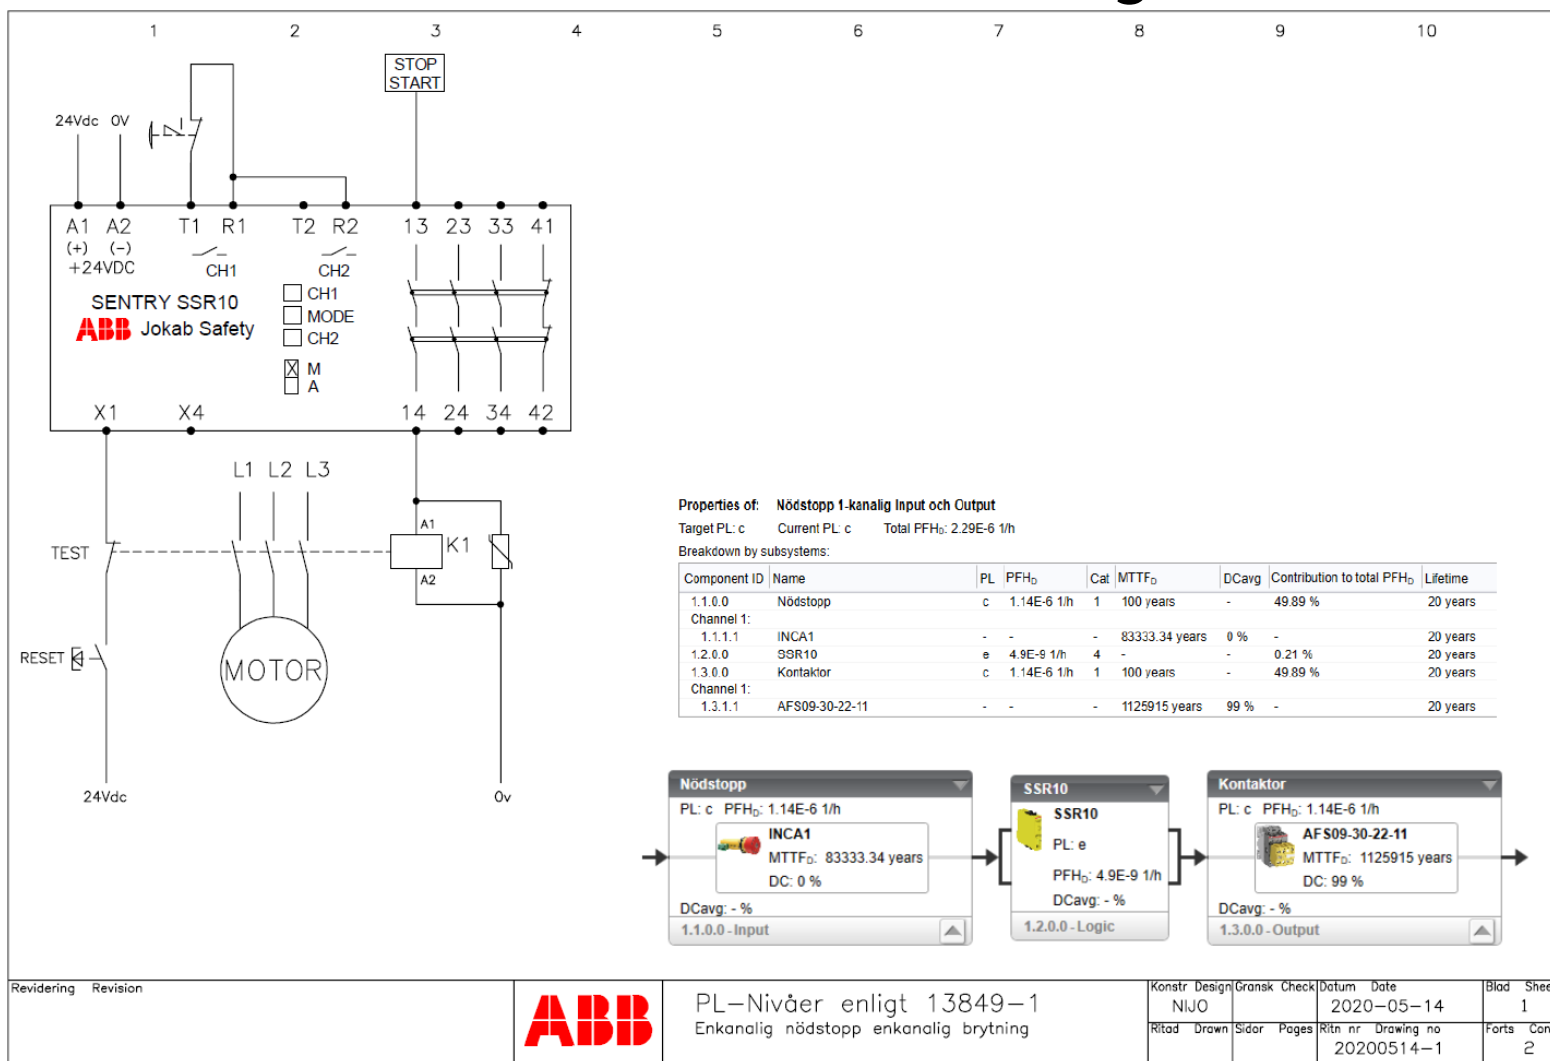 1 2 3 4 5 6 7 8 9 10
STOP
START
24Vdc 0V
A1 A2 T1 R1 T2 R2 13 23 33 41
(+) (-)
+24VDC
CH1
CH2
SENTRY SSR10
ABB Jokab Safety
CH1
MODE
CH2
M
A
X1 X4 14 24 34 42
L1 L2 L3
A1
K1
A2
TEST
RESET
MOTOR
24Vdc
0v
Properties of: Nödstopp 1-kanalig Input och Output
Target PL: c Current PL: c Total PFHD: 2.29E-6 1/h
Breakdown by subsystems:
Component ID Name PL PFHD Cat MTTFD DCavg Contribution to total PFHD Lifetime
1.1.0.0 Nödstopp c 1.14E-6 1/h 1 100 years - 49.89 % 20 years
Channel 1:
1.1.1.1 INCA1 - - - 83333.34 years 0 % - 20 years
1.2.0.0 SSR10 e 4.9E-9 1/h 4 - - 0.21 % 20 years
1.3.0.0 Kontaktor c 1.14E-6 1/h 1 100 years - 49.89 % 20 years
Channel 1:
1.3.1.1 AFS09-30-22-11 - - - 1125915 years 99 % - 20 years
Nödstopp
PL: c PFHD: 1.14E-6 1/h
INCA1
MTTFD: 83333.34 years
DC: 0 %
DCavg: - %
1.1.0.0 - Input
SSR10
SSR10
PL: e
PFHD: 4.9E-9 1/h
DCavg: - %
1.2.0.0 - Logic
Kontaktor
PL: c PFHD: 1.14E-6 1/h
AFS09-30-22-11
MTTFD: 1125915 years
DC: 99 %
DCavg: - %
1.3.0.0 - Output
Revidering Revision
ABB
PL-Nivåer enligt 13849-1
Enkanalig nödstopp enkanalig brytning
Konstr Design Gransk Check Datum Date Blad Shee
NIJO 2020-05-14 1
Ritad Drawn Sidor Pages Ritn nr Drawing no Forts Con
20200514-1 2